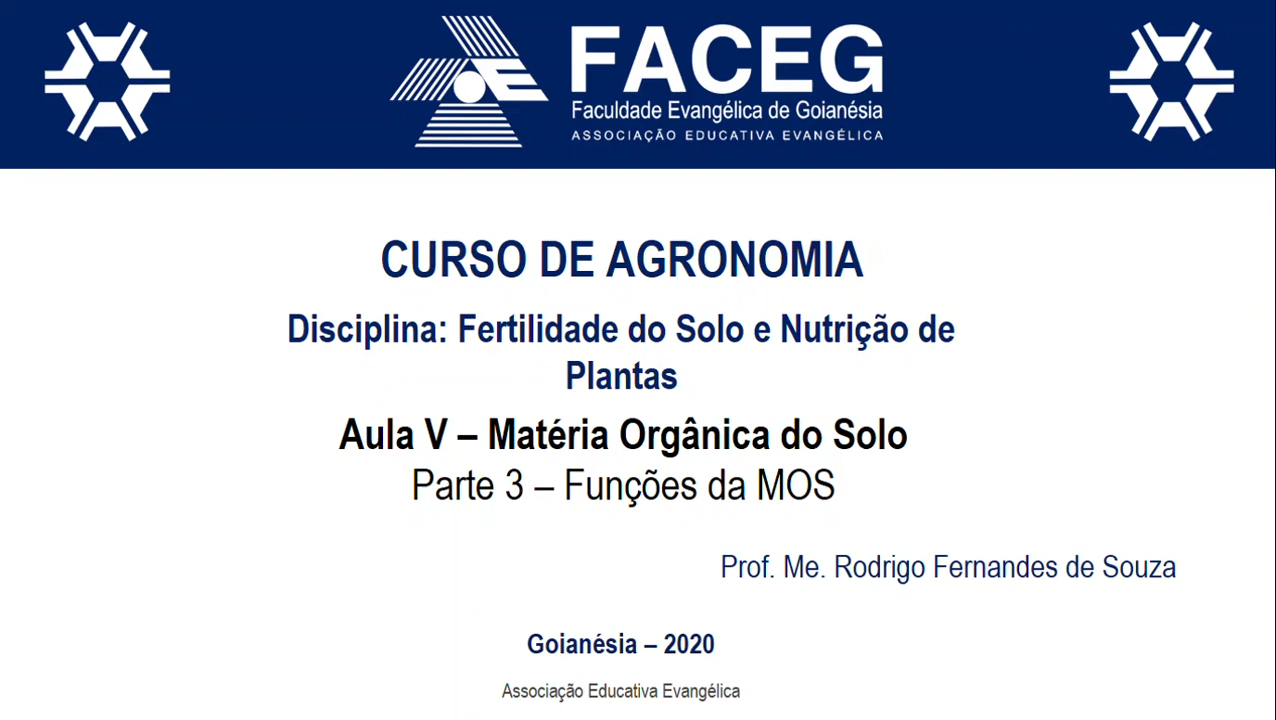 FACEG
Faculdade Evangélica de Goianésia
ASSOCIAÇÃO EDUCATIVA EVANGÉLICA
CURSO DE AGRONOMIA
Disciplina: Fertilidade do Solo e Nutrição de
Plantas
Aula V – Matéria Orgânica do Solo
Parte 3 – Funções da MOS
Prof. Me. Rodrigo Fernandes de Souza
Goianésia – 2020
Associação Educativa Evangélica